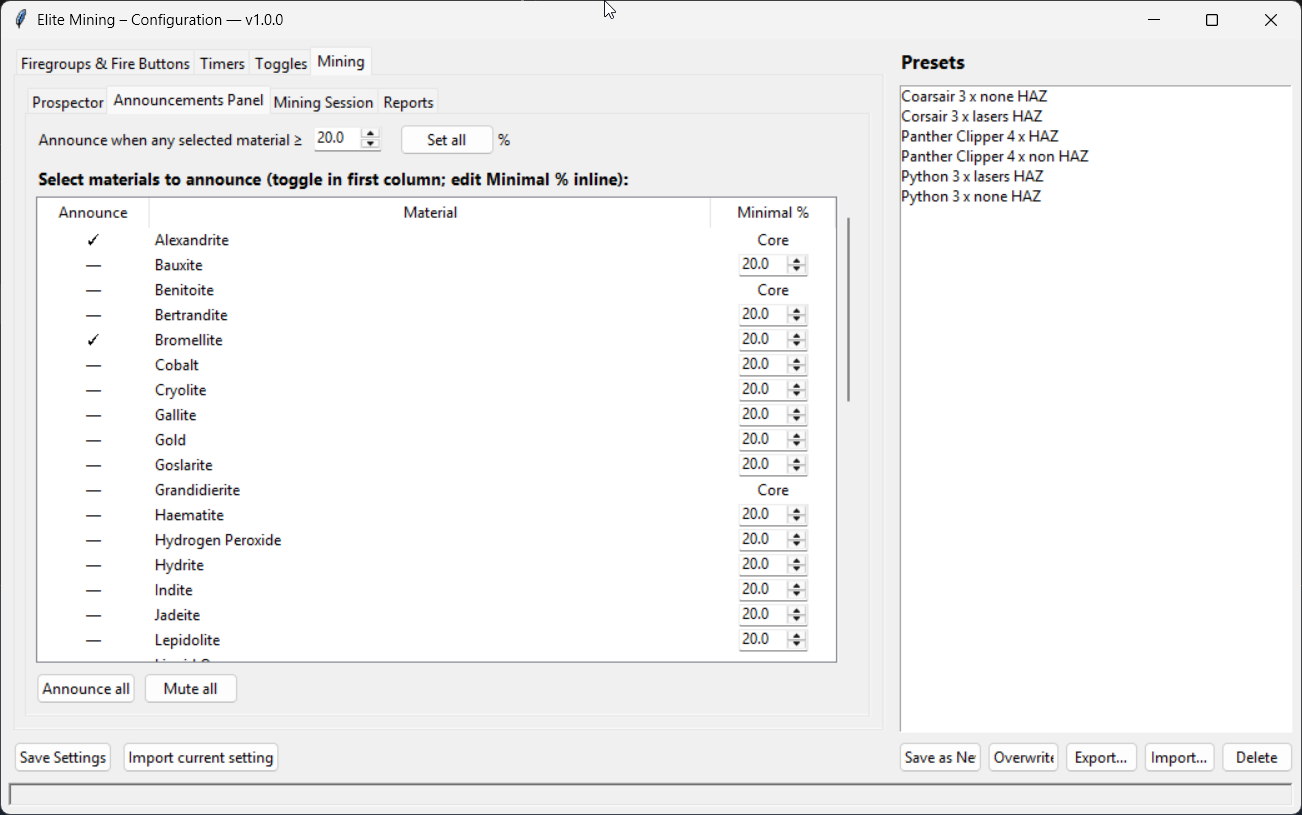 Elite Mining – Configuration — v1.0.0
Firegroups & Fire Buttons Timers Toggles Mining
Prospector Announcements Panel Mining Session Reports
Announce when any selected material ≥ 20.0 Set all %
Select materials to announce (toggle in first column; edit Minimal % inline):
Announce Material Minimal %
✓ Alexandrite Core
— Bauxite 20.0
— Benitoite Core
— Bertrandite 20.0
✓ Bromellite 20.0
— Cobalt 20.0
— Cryolite 20.0
— Gallite 20.0
— Gold 20.0
— Goslarite 20.0
— Grandidierite Core
— Haematite 20.0
— Hydrogen Peroxide 20.0
— Hydrite 20.0
— Indite 20.0
— Jadeite 20.0
— Lepidolite 20.0
Announce all Mute all
Save Settings Import current setting
Presets
Coarsair 3 x none HAZ
Corsair 3 x lasers HAZ
Panther Clipper 4 x HAZ
Panther Clipper 4 x non HAZ
Python 3 x lasers HAZ
Python 3 x none HAZ
Save as Ne Overwrite Export... Import... Delete